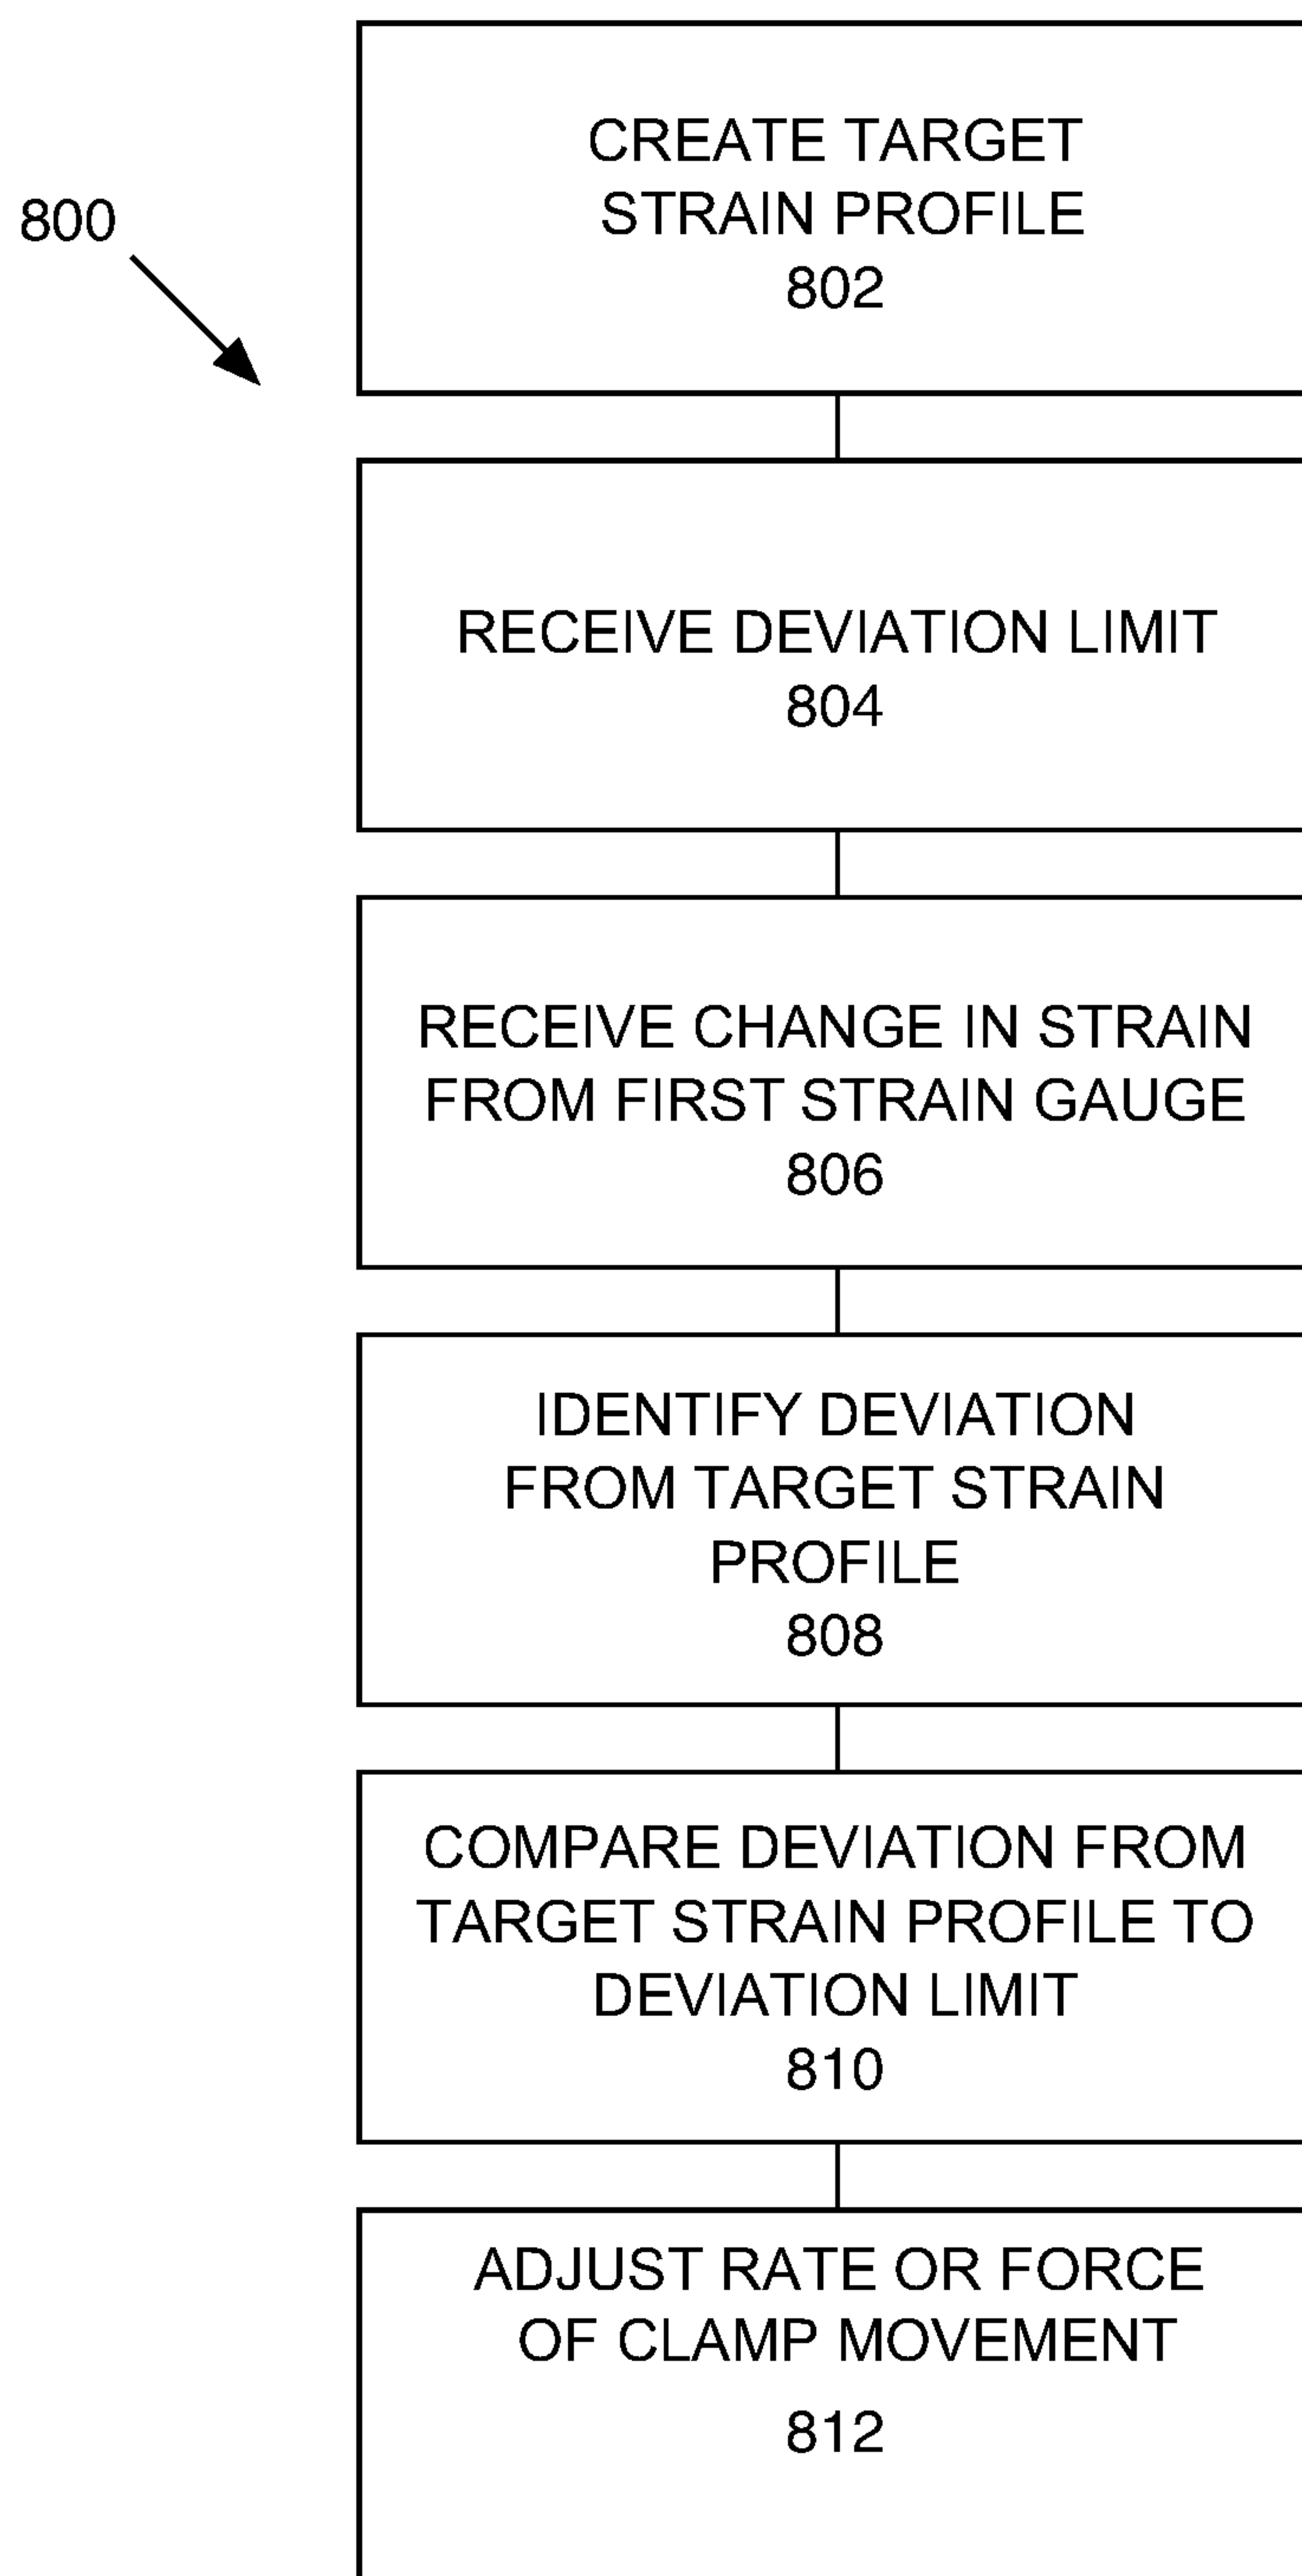 CREATE TARGET
STRAIN PROFILE
802
800
RECEIVE DEVIATION LIMIT
804
RECEIVE CHANGE IN STRAIN
FROM FIRST STRAIN GAUGE
806
IDENTIFY DEVIATION
FROM TARGET STRAIN
PROFILE
808
COMPARE DEVIATION FROM
TARGET STRAIN PROFILE TO
DEVIATION LIMIT
810
ADJUST RATE OR FORCE
OF CLAMP MOVEMENT
812